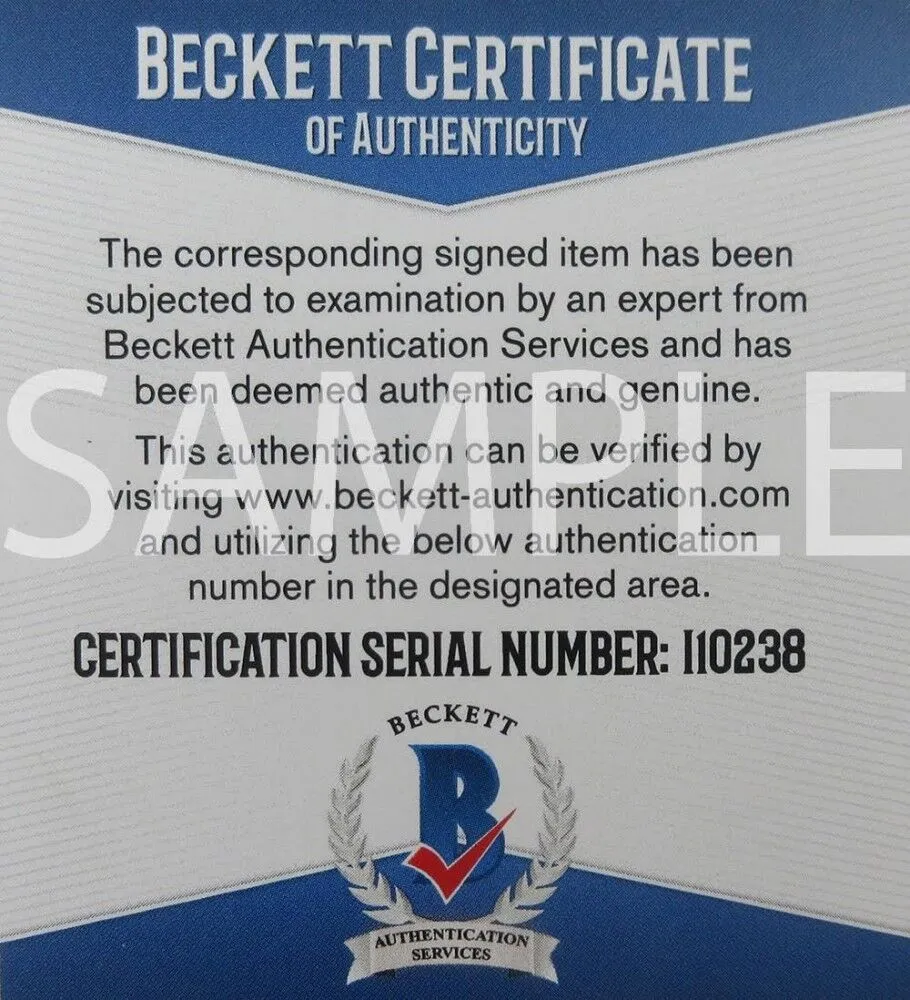 BECKETT CERTIFICATE
OF AUTHENTICITY
The corresponding signed item has been
subjected to examination by an expert from
Beckett Authentication Services and has
been deemed authentic and genuine.
SAMPLE
This authentication can be verified by
visiting www.beckett-authentication.com
and utilizing the below authentication
number in the designated area.
CERTIFICATION SERIAL NUMBER: I10238
BECKETT
B
AUTHENTICATION
SERVICES